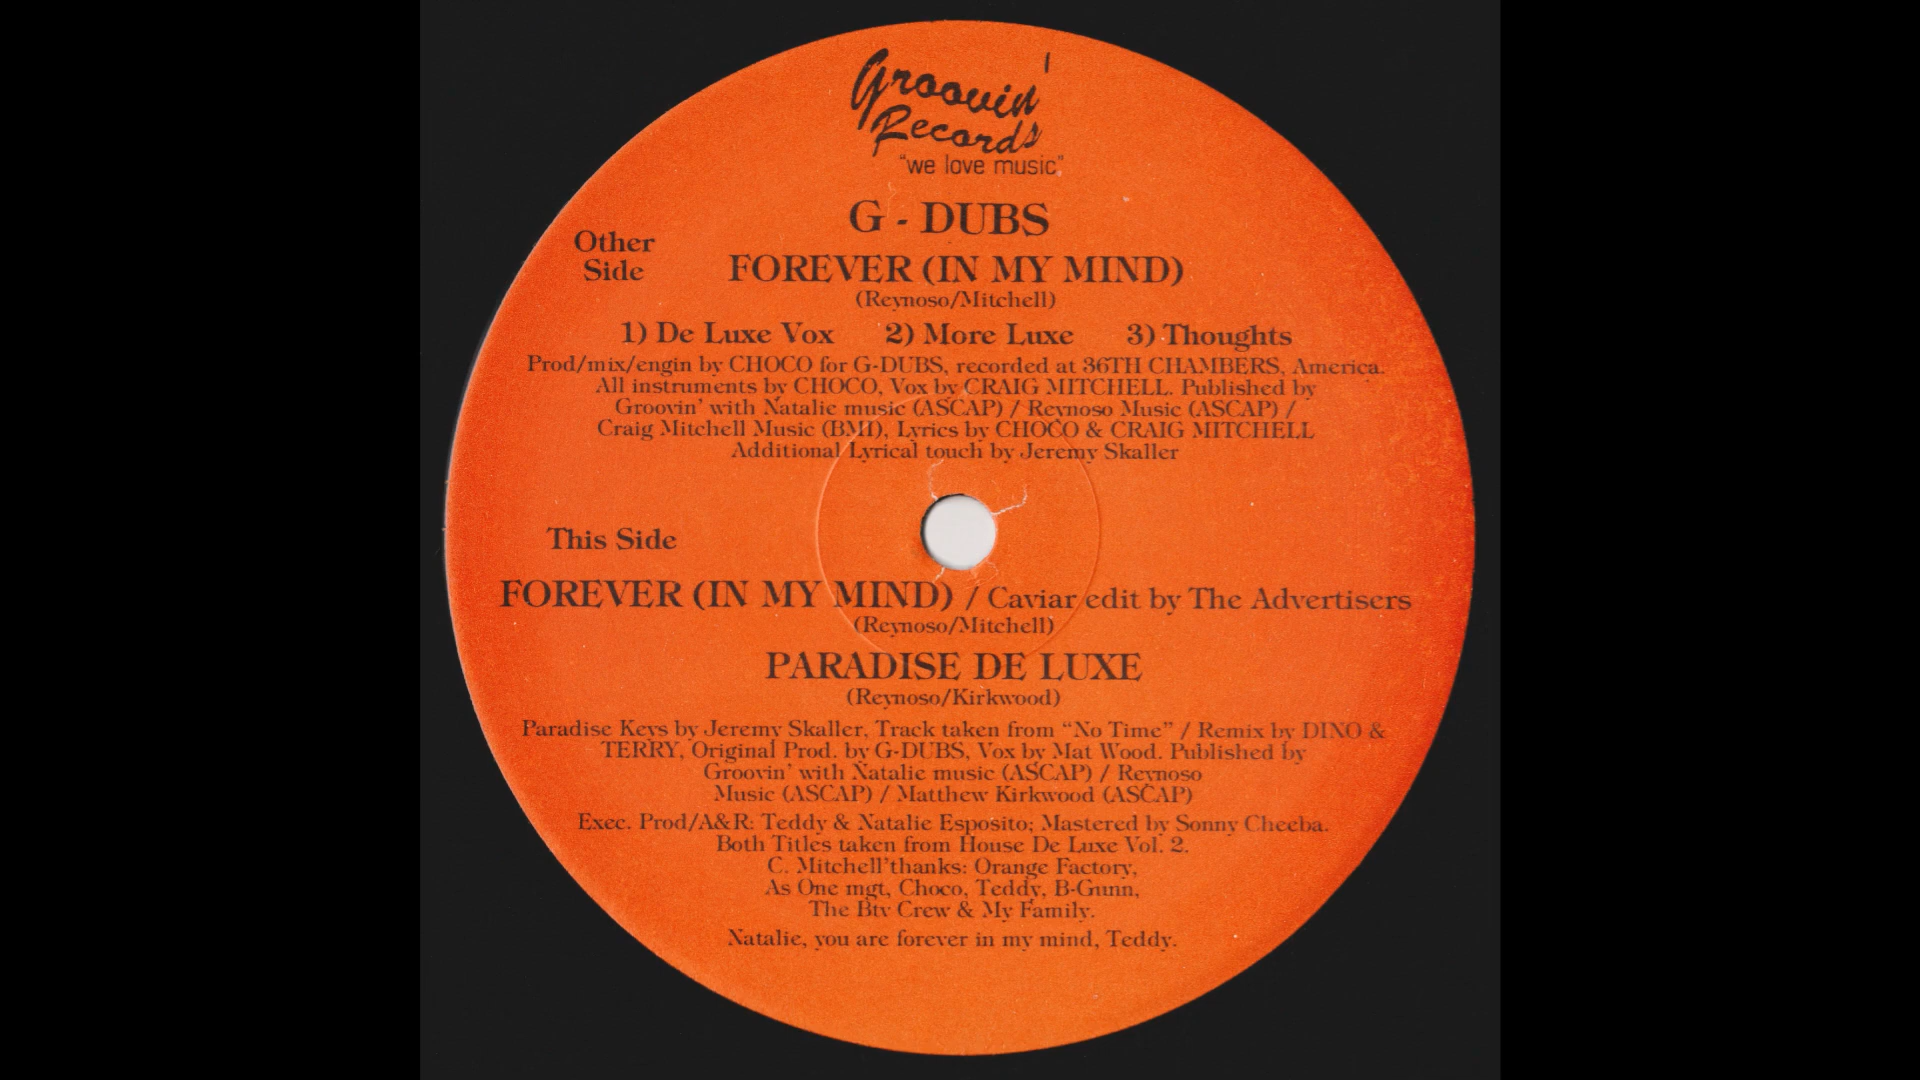 Groovin'
Records
"we love music"
G - DUBS
Other
Side
FOREVER (IN MY MIND)
(Reynoso/Mitchell)
1) De Luxe Vox 2) More Luxe 3) Thoughts
Prod/mix/engin by CHOCO for G-DUBS, recorded at 36TH CHAMBERS, America.
All instruments by CHOCO, Vox by CRAIG MITCHELL. Published by
Groovin' with Natalie music (ASCAP) / Reynoso Music (ASCAP) /
Craig Mitchell Music (BMI), Lyrics by CHOCO & CRAIG MITCHELL
Additional Lyrical touch by Jeremy Skaller
This Side
FOREVER (IN MY MIND) / Caviar edit by The Advertisers
(Reynoso/Mitchell)
PARADISE DE LUXE
(Reynoso/Kirkwood)
Paradise Keys by Jeremy Skaller, Track taken from "No Time" / Remix by DINO &
TERRY, Original Prod. by G-DUBS, Vox by Mat Wood. Published by
Groovin' with Natalie music (ASCAP) / Reynoso
Music (ASCAP) / Matthew Kirkwood (ASCAP)
Exec. Prod/A&R: Teddy & Natalie Esposito; Mastered by Sonny Cheeba.
Both Titles taken from House De Luxe Vol. 2.
C. Mitchell'thanks: Orange Factory,
As One mgt, Choco, Teddy, B-Gunn,
The Btv Crew & My Family.
Natalie, you are forever in my mind, Teddy.